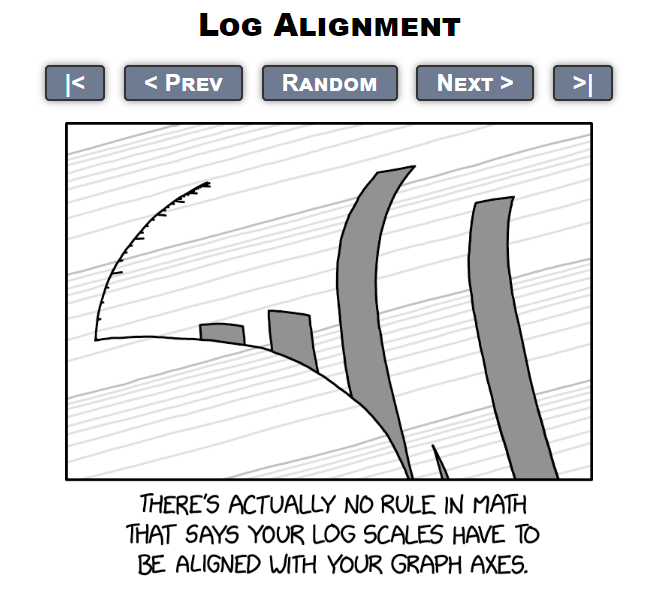 Log Alignment
|< < Prev Random Next > >|
THERE'S ACTUALLY NO RULE IN MATH
THAT SAYS YOUR LOG SCALES HAVE TO
BE ALIGNED WITH YOUR GRAPH AXES.